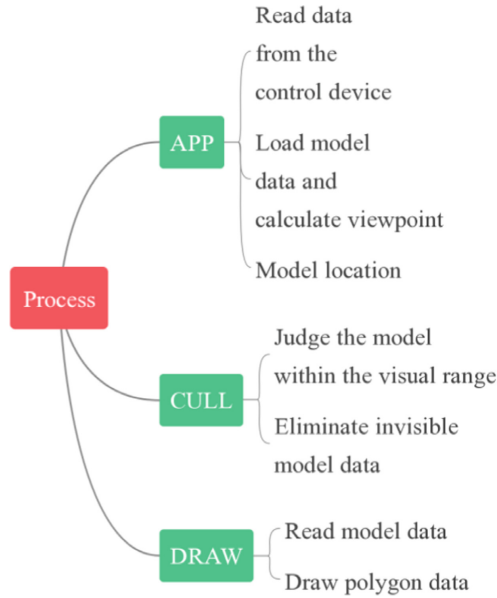 Process
APP
Read data
from the
control device
Load model
data and
calculate viewpoint
Model location
CULL
Judge the model
within the visual range
Eliminate invisible
model data
DRAW
Read model data
Draw polygon data